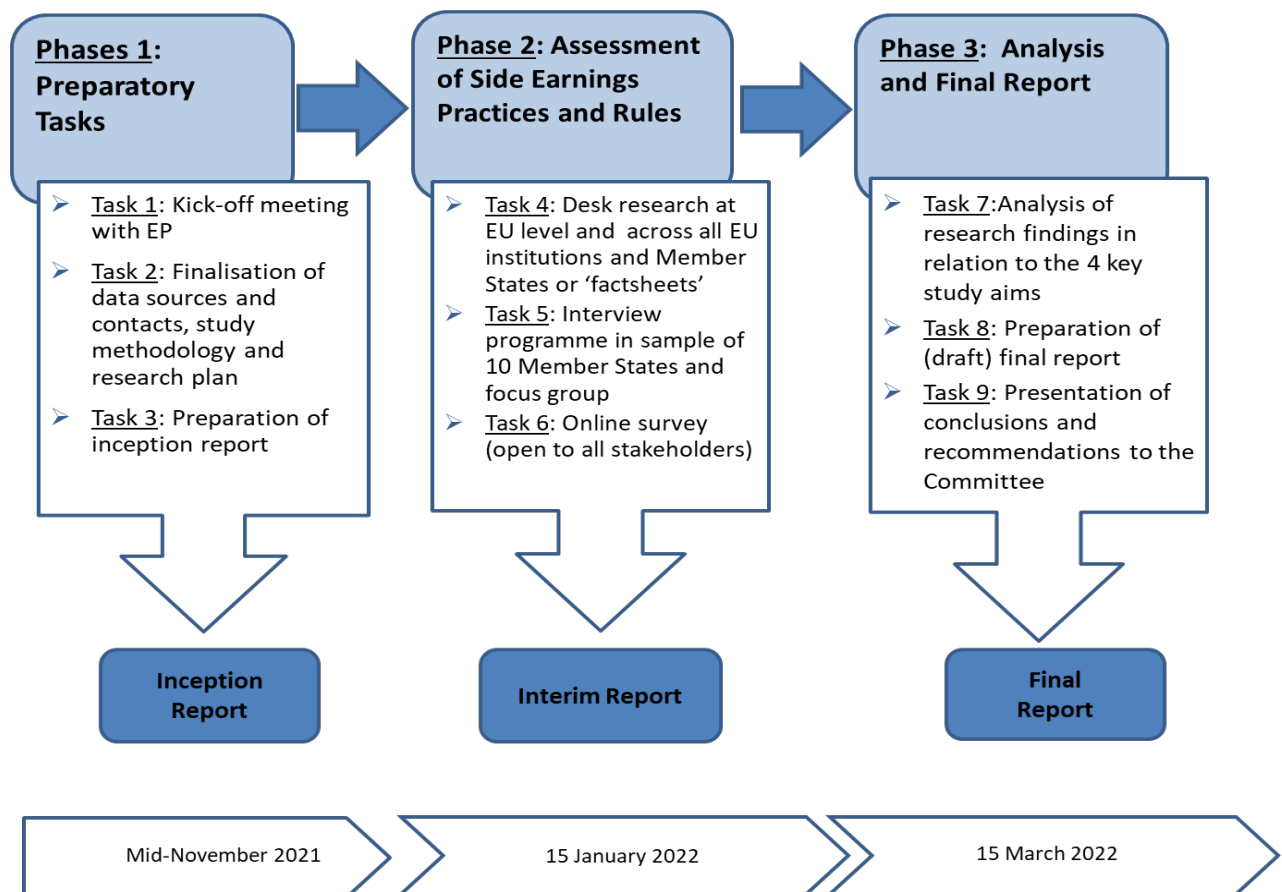 Phases 1:
Preparatory
Tasks
Phase 2: Assessment
of Side Earnings
Practices and Rules
Phase 3:  Analysis
and Final Report
Task 1: Kick-off meeting
with EP
Task 2: Finalisation of
data sources and
contacts, study
methodology and
research plan
Task 3: Preparation of
inception report
Task 4: Desk research at
EU level and  across all EU
institutions and Member
States or ‘factsheets’
Task 5: Interview
programme in sample of
10 Member States and
focus group
Task 6: Online survey
(open to all stakeholders)
Task 7:Analysis of
research findings in
relation to the 4 key
study aims
Task 8: Preparation of
(draft) final report
Task 9: Presentation of
conclusions and
recommendations to the
Committee
Inception
Report
Interim Report
Final
Report
Mid-November 2021
15 January 2022
15 March 2022